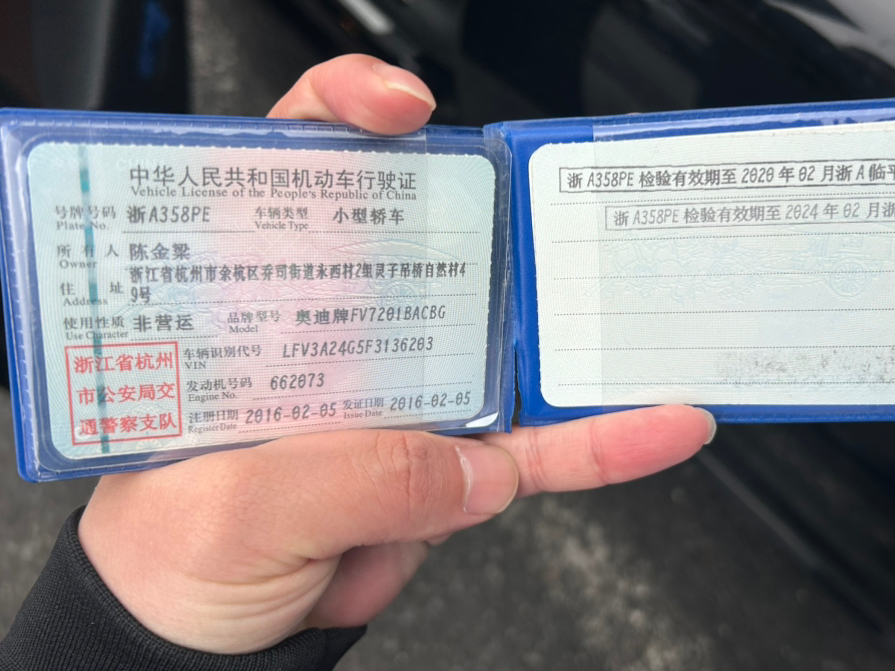 中华人民共和国机动车行驶证
Vehicle License of the People's Republic of China
号牌号码 浙A358PE 车辆类型 小型轿车
Plate No. Vehicle Type
所有人 陈金梁
Owner
住址 浙江省杭州市余杭区乔司街道永西村2组灵于吊桥自然村4
Address 9号
使用性质 非营运 品牌型号 奥迪牌FV7201BACBG
Use Character Model
浙江省杭州
市公安局交
通警察支队
车辆识别代号 LFV3A24G5F3136203
VIN
发动机号码 662073
Engine No.
注册日期 2016-02-05 发证日期 2016-02-05
Register Date Issue Date
浙A358PE 检验有效期至 2020年02月浙A临平
浙A358PE 检验有效期至 2024年02月浙